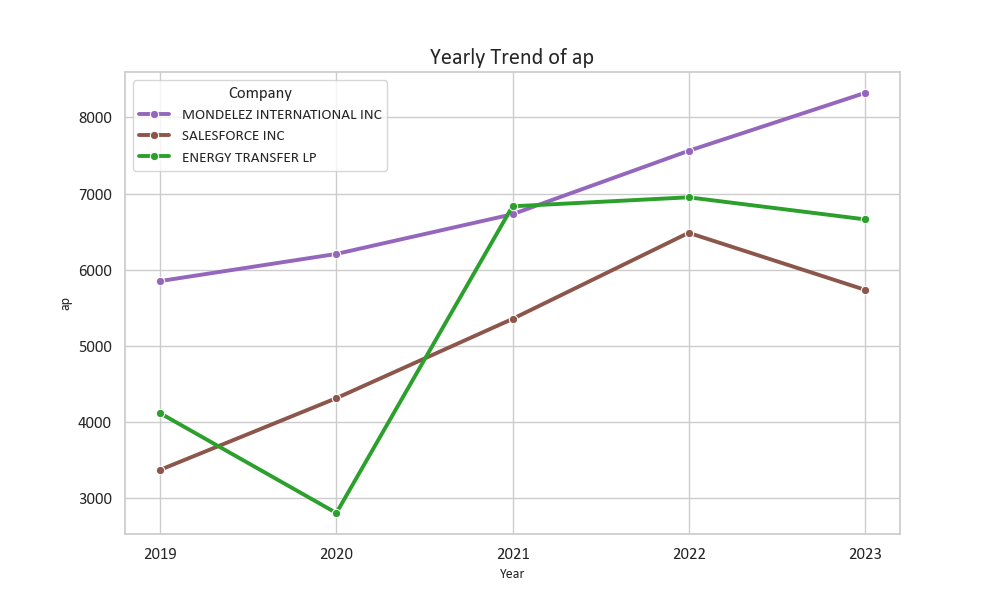 Yearly Trend of ap
Company
MONDELEZ INTERNATIONAL INC
SALESFORCE INC
ENERGY TRANSFER LP
8000
7000
6000
5000
4000
3000
ap
2019 2020 2021 2022 2023
Year